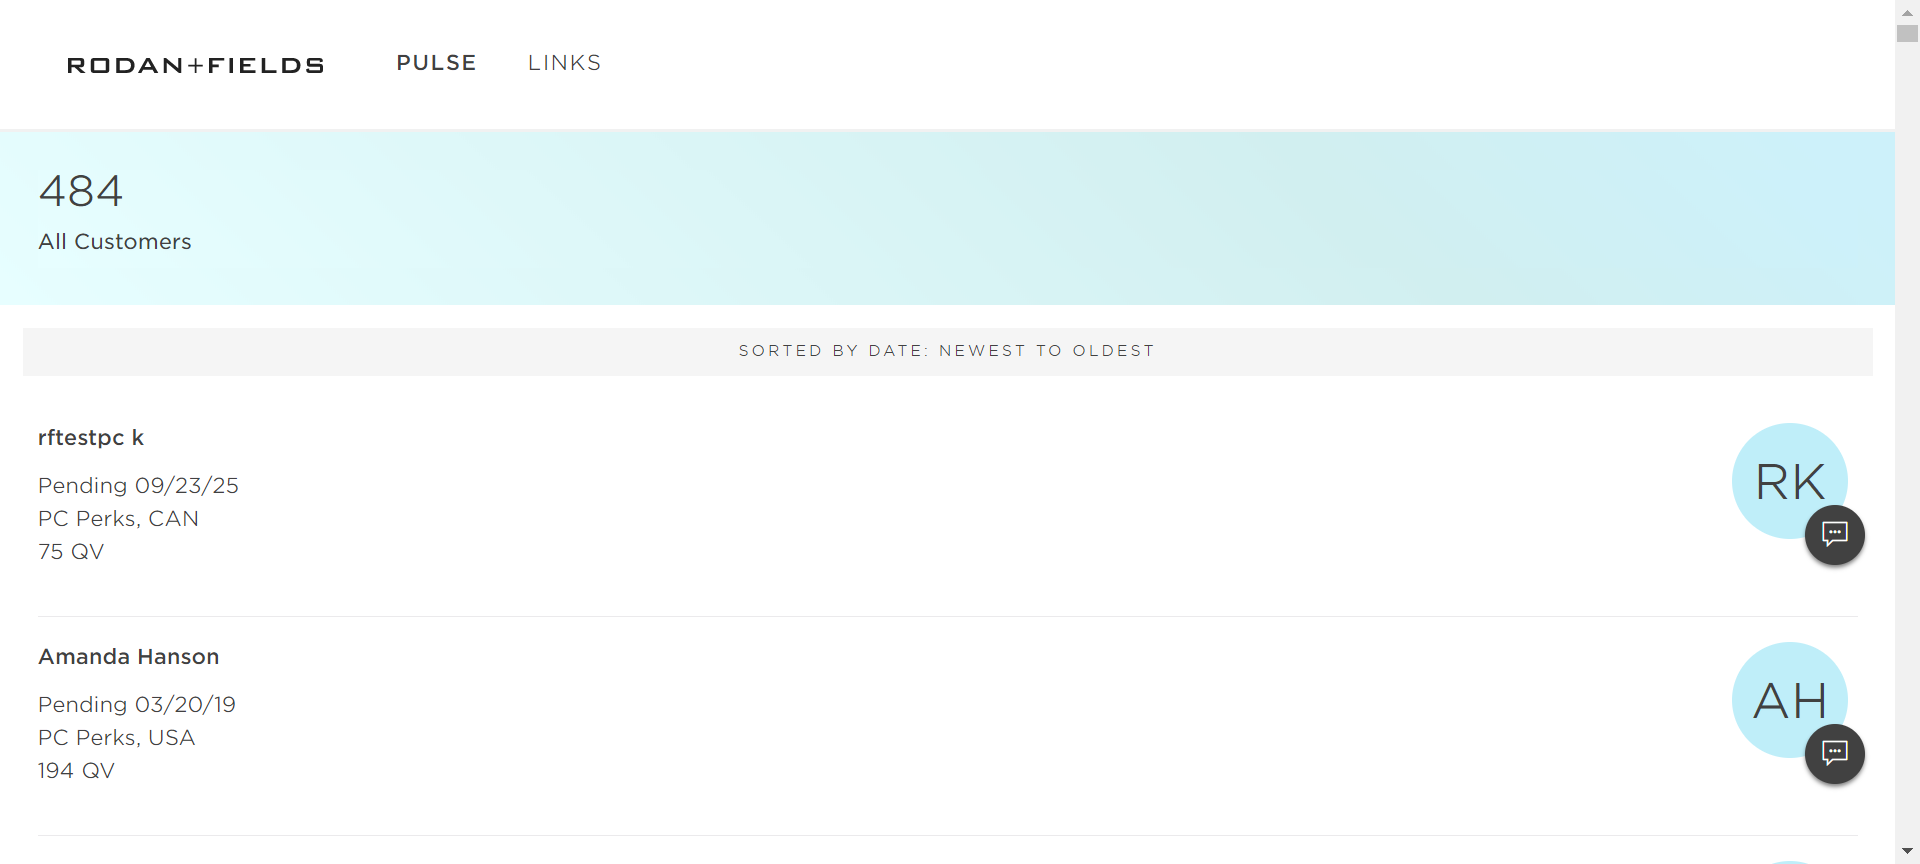 RODAN+FIELDS PULSE LINKS
484
All Customers
SORTED BY DATE: NEWEST TO OLDEST
rftestpc k
Pending 09/23/25
PC Perks, CAN
75 QV
RK
Amanda Hanson
Pending 03/20/19
PC Perks, USA
194 QV
AH